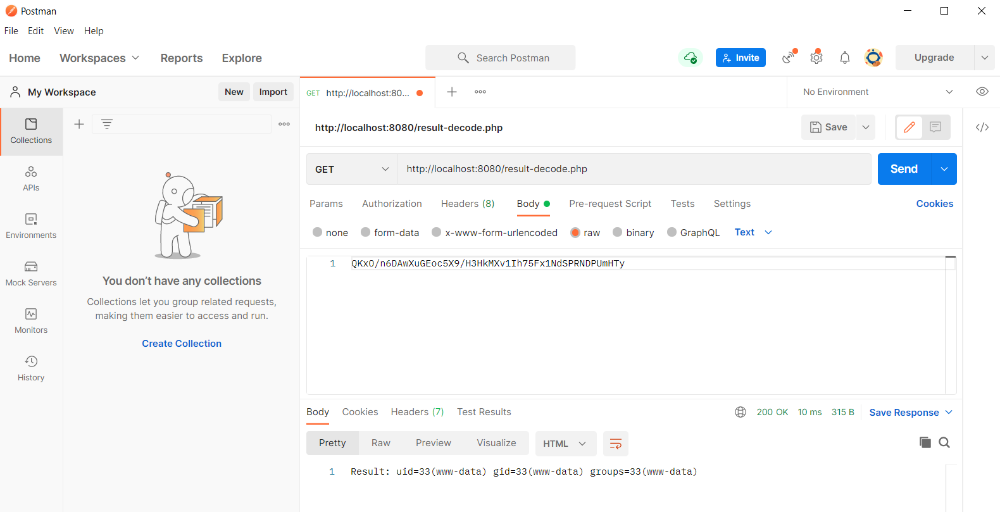 Postman
File Edit View Help
Home Workspaces Reports Explore Search Postman Invite Upgrade
My Workspace New Import GET http://localhost:80... No Environment
http://localhost:8080/result-decode.php Save
Collections
APIs
Environments
Mock Servers
Monitors
History
You don’t have any collections
Collections let you group related requests,
making them easier to access and run.
Create Collection
GET http://localhost:8080/result-decode.php Send
Params Authorization Headers (8) Body Pre-request Script Tests Settings Cookies
none form-data x-www-form-urlencoded raw binary GraphQL Text
1 QKxO/n6DAwXuGEoc5X9/H3HkMXv1Ih75Fx1NdSPRNDPUmHTy
Body Cookies Headers (7) Test Results 200 OK 10 ms 315 B Save Response
Pretty Raw Preview Visualize HTML
1 Result: uid=33(www-data) gid=33(www-data) groups=33(www-data)